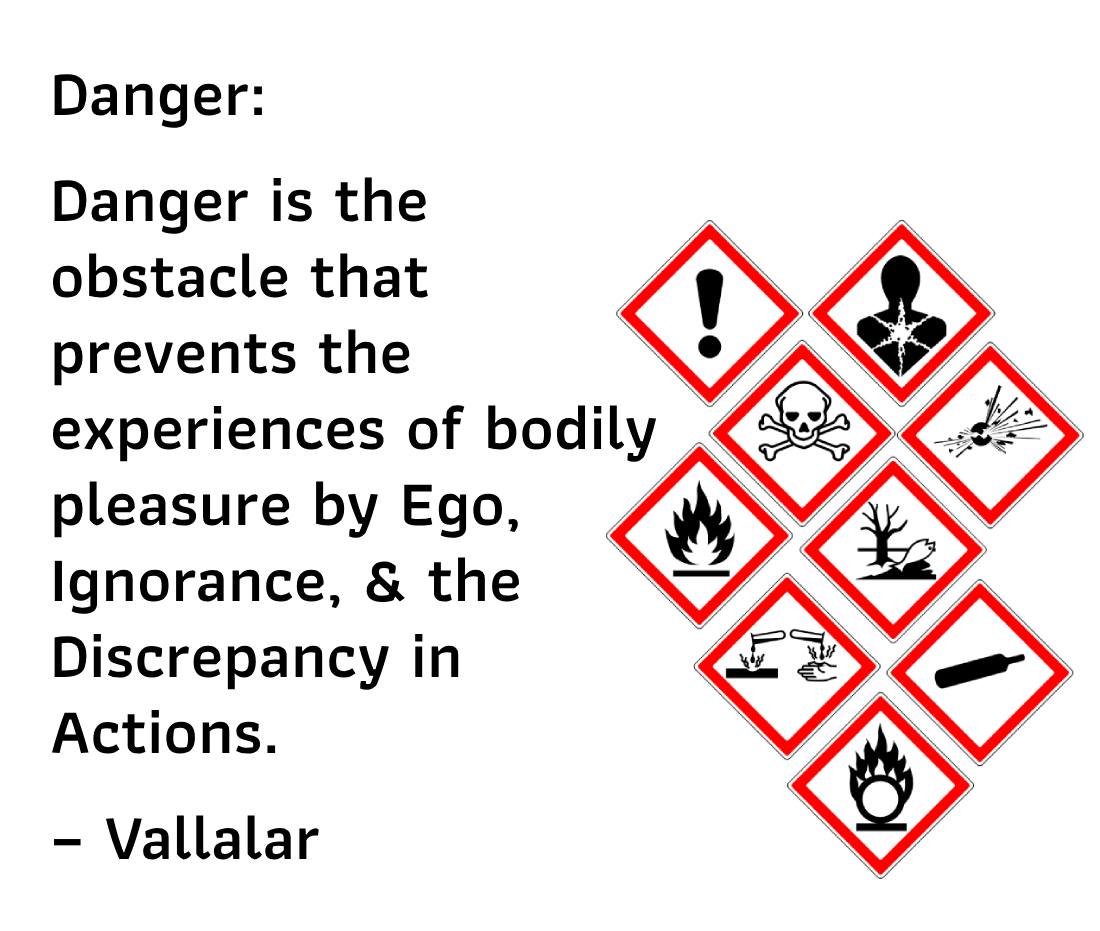 Danger:
Danger is the
obstacle that
prevents the
experiences of bodily
pleasure by Ego,
Ignorance, & the
Discrepancy in
Actions.
– Vallalar